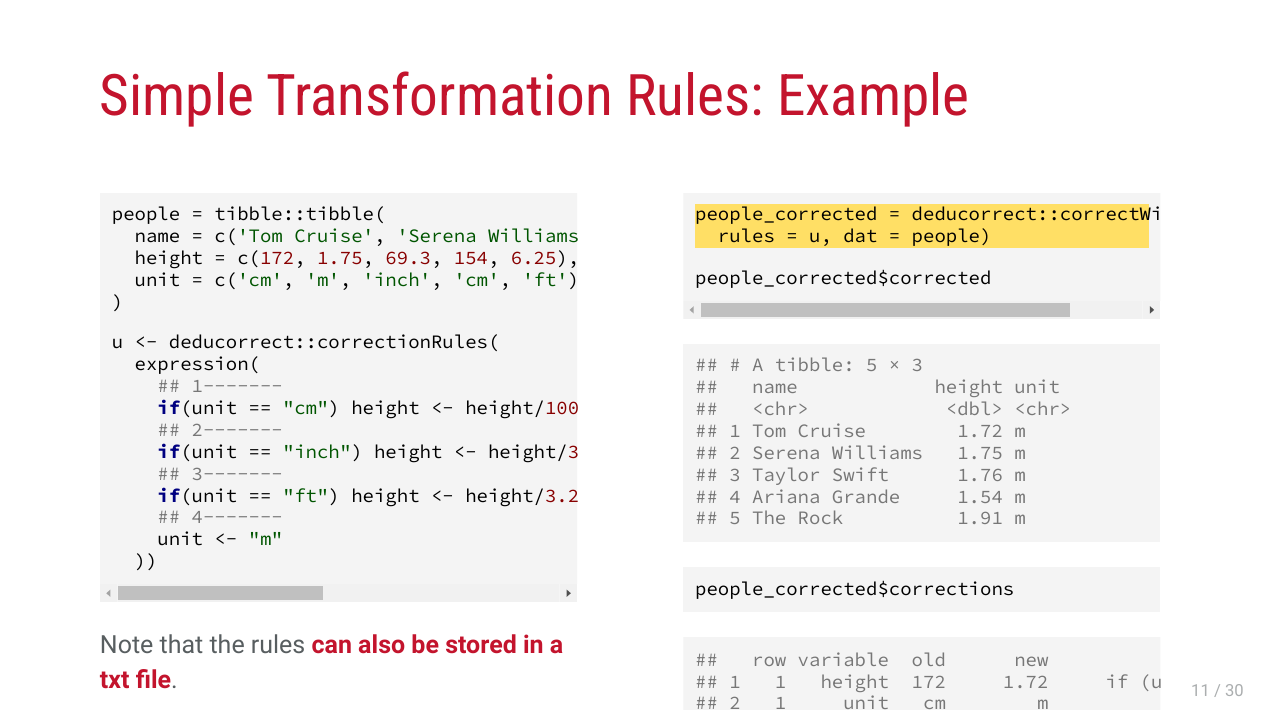 Simple Transformation Rules: Example
people = tibble::tibble(
  name = c('Tom Cruise', 'Serena Williams
  height = c(172, 1.75, 69.3, 154, 6.25),
  unit = c('cm', 'm', 'inch', 'cm', 'ft')
)
u <- deducorrect::correctionRules(
  expression(
    ## 1-------
    if(unit == "cm") height <- height/100
    ## 2-------
    if(unit == "inch") height <- height/3
    ## 3-------
    if(unit == "ft") height <- height/3.2
    ## 4-------
    unit <- "m"
  ))
Note that the rules can also be stored in a
txt file.
people_corrected = deducorrect::correctWi
  rules = u, dat = people)
people_corrected$corrected
## # A tibble: 5 × 3
##   name            height unit
##   <chr>            <dbl> <chr>
## 1 Tom Cruise        1.72 m
## 2 Serena Williams   1.75 m
## 3 Taylor Swift      1.76 m
## 4 Ariana Grande     1.54 m
## 5 The Rock          1.91 m
people_corrected$corrections
##   row variable  old      new
## 1   1   height  172     1.72     if (u
## 2   1     unit   cm        m
11 / 30